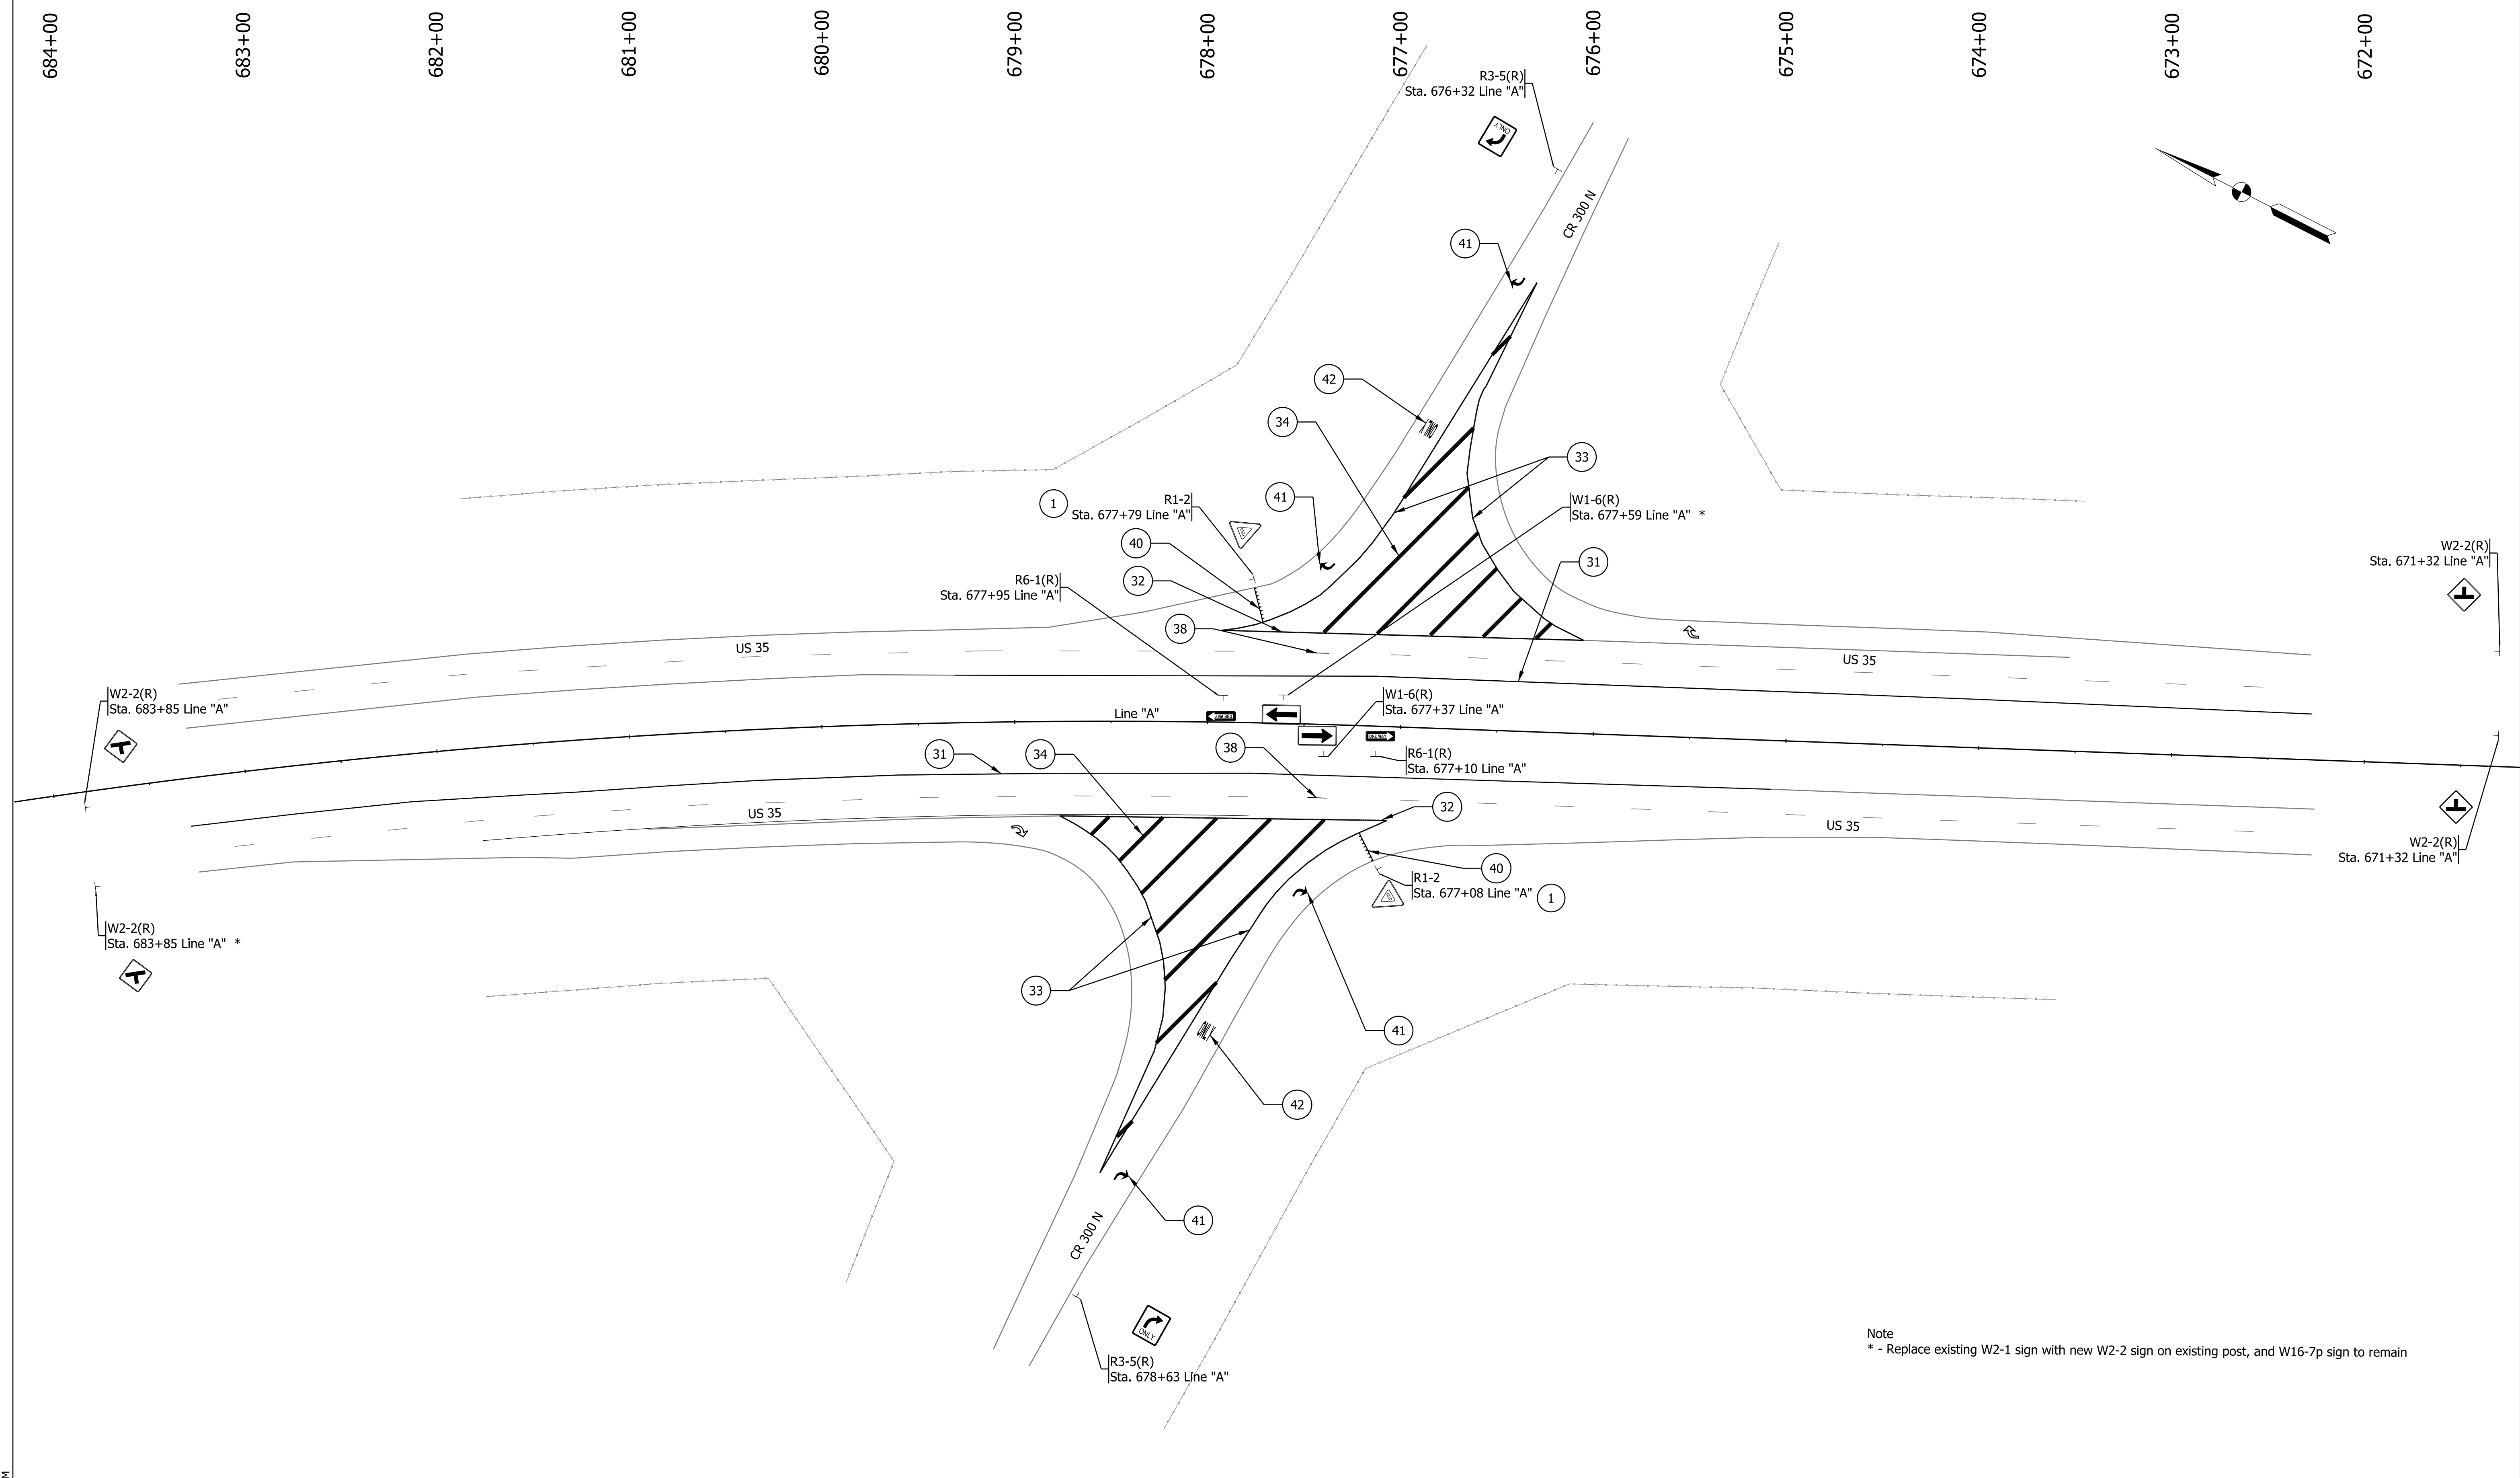 684+00
683+00
682+00
681+00
680+00
679+00
678+00
677+00
676+00
675+00
674+00
673+00
672+00
R3-5(R)
Sta. 676+32 Line "A"
ONLY
CR 300 N
41
42
34
33
41
1
R1-2
Sta. 677+79 Line "A"
W1-6(R)
Sta. 677+59 Line "A" *
40
31
W2-2(R)
Sta. 671+32 Line "A"
32
R6-1(R)
Sta. 677+95 Line "A"
38
US 35
US 35
W2-2(R)
Sta. 683+85 Line "A"
Line "A"
W1-6(R)
Sta. 677+37 Line "A"
ONE WAY
ONE WAY
31
34
38
R6-1(R)
Sta. 677+10 Line "A"
32
US 35
US 35
W2-2(R)
Sta. 671+32 Line "A"
40
R1-2
Sta. 677+08 Line "A"
1
W2-2(R)
Sta. 683+85 Line "A" *
33
41
ONLY
42
41
CR 300 N
ONLY
R3-5(R)
Sta. 678+63 Line "A"
Note
* - Replace existing W2-1 sign with new W2-2 sign on existing post, and W16-7p sign to remain
M